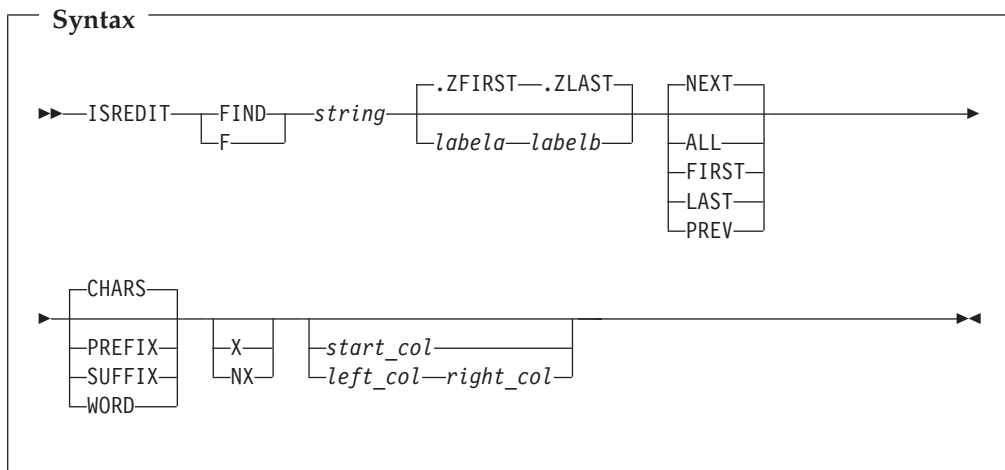 Syntax
.ZFIRST .ZLAST NEXT
ISREDIT FIND string
F labela labelb ALL
FIRST
LAST
PREV
CHARS
PREFIX X start_col
SUFFIX NX left_col right_col
WORD